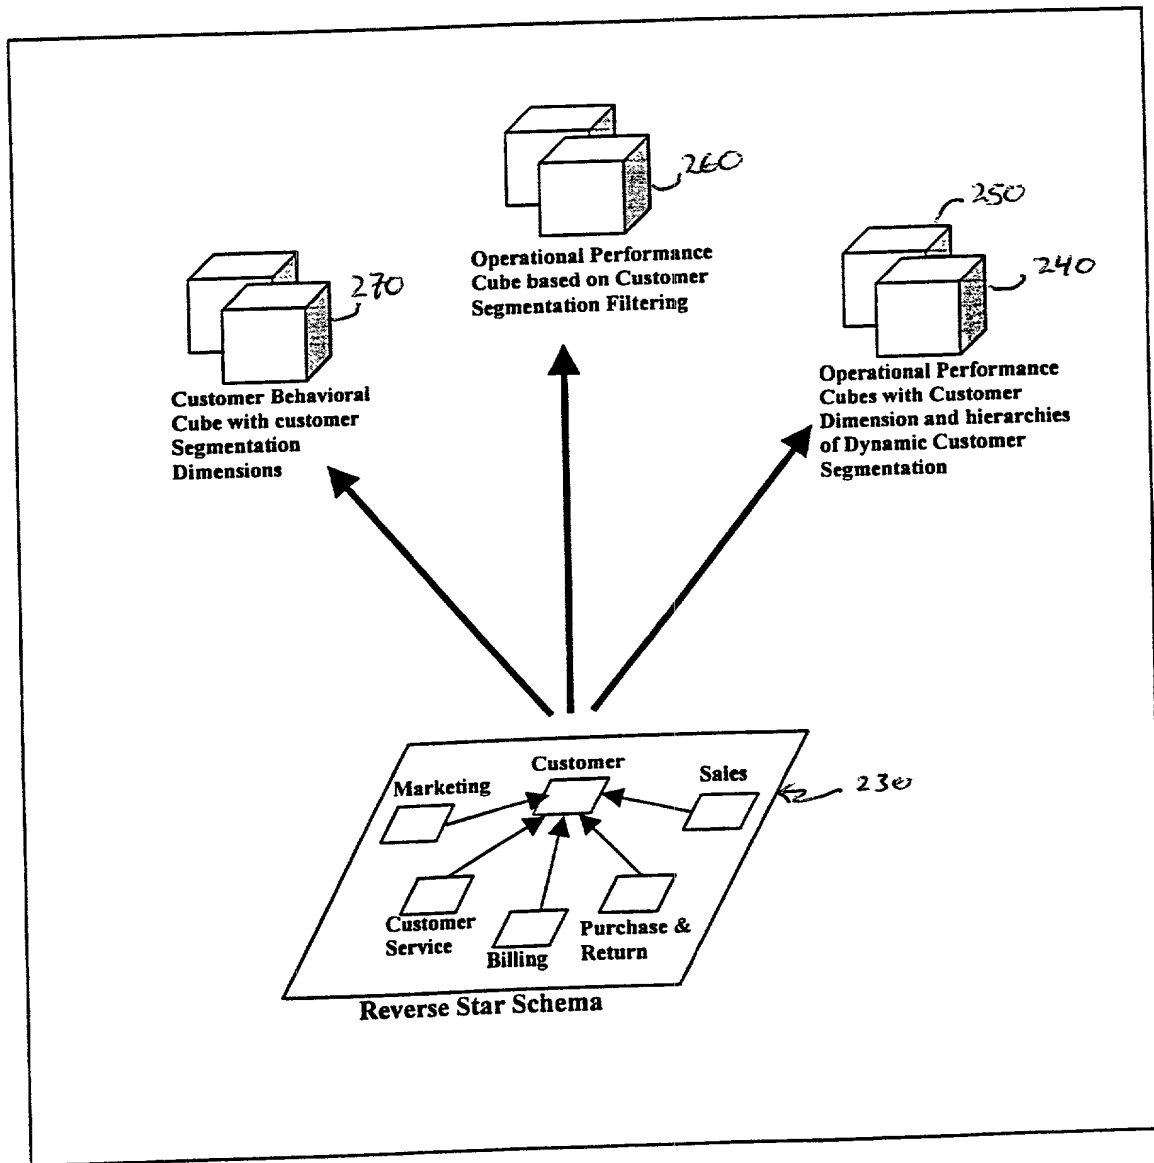 260
Operational Performance
Cube based on Customer
Segmentation Filtering
250
240
Operational Performance
Cubes with Customer
Dimension and hierarchies
of Dynamic Customer
Segmentation
270
Customer Behavioral
Cube with customer
Segmentation
Dimensions
Customer
Marketing
Sales
230
Customer
Service
Billing
Purchase &
Return
Reverse Star Schema